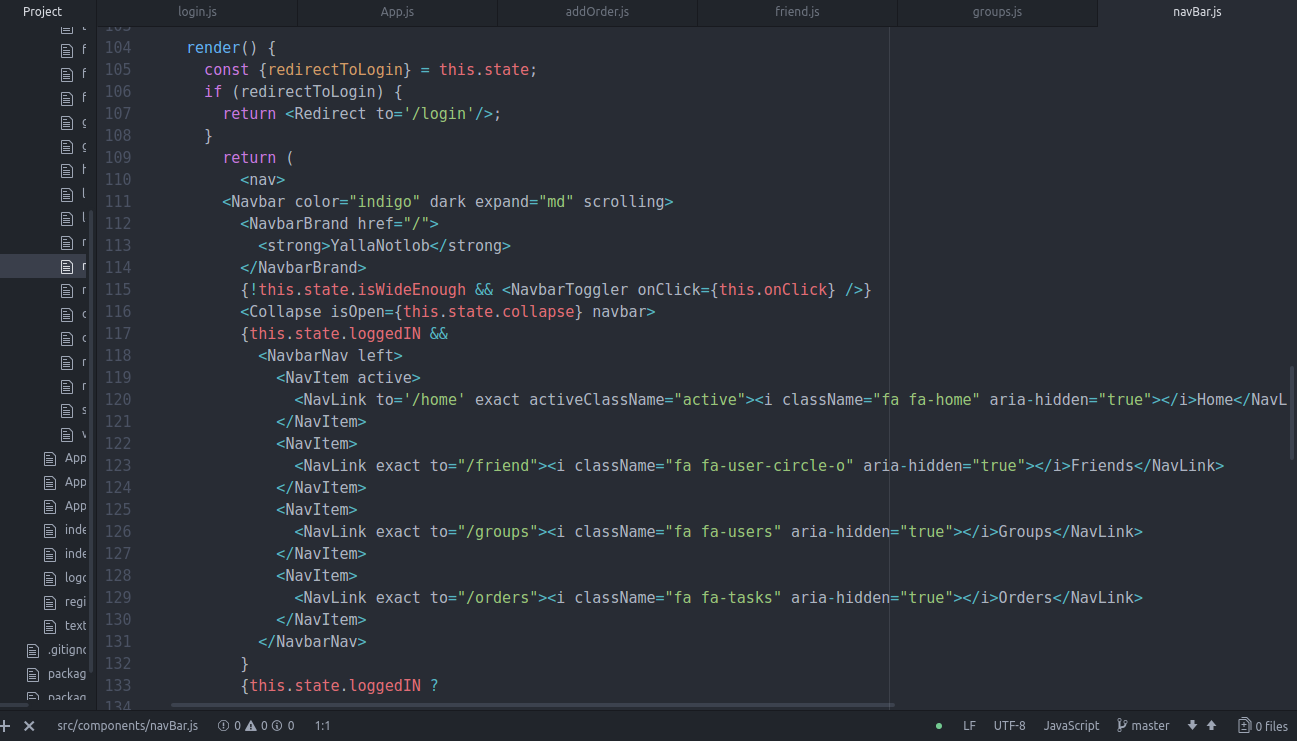 Project login.js App.js addOrder.js friend.js groups.js navBar.js
104 render() {
105 const {redirectToLogin} = this.state;
106 if (redirectToLogin) {
107 return <Redirect to='/login'/>;
108 }
109 return (
110 <nav>
111 <Navbar color="indigo" dark expand="md" scrolling>
112 <NavbarBrand href="/">
113 <strong>YallaNotlob</strong>
114 </NavbarBrand>
115 {!this.state.isWideEnough && <NavbarToggler onClick={this.onClick} />}
116 <Collapse isOpen={this.state.collapse} navbar>
117 {this.state.loggedIN &&
118 <NavbarNav left>
119 <NavItem active>
120 <NavLink to='/home' exact activeClassName="active"><i className="fa fa-home" aria-hidden="true"></i>Home</NavL
121 </NavItem>
122 <NavItem>
123 <NavLink exact to="/friend"><i className="fa fa-user-circle-o" aria-hidden="true"></i>Friends</NavLink>
124 </NavItem>
125 <NavItem>
126 <NavLink exact to="/groups"><i className="fa fa-users" aria-hidden="true"></i>Groups</NavLink>
127 </NavItem>
128 <NavItem>
129 <NavLink exact to="/orders"><i className="fa fa-tasks" aria-hidden="true"></i>Orders</NavLink>
130 </NavItem>
131 </NavbarNav>
132 }
133 {this.state.loggedIN ?
134
App
App
App
inde
inde
logo
regi
text
.gitigno
packag
packag
src/components/navBar.js 0 0 0 1:1 LF UTF-8 JavaScript master 0 files